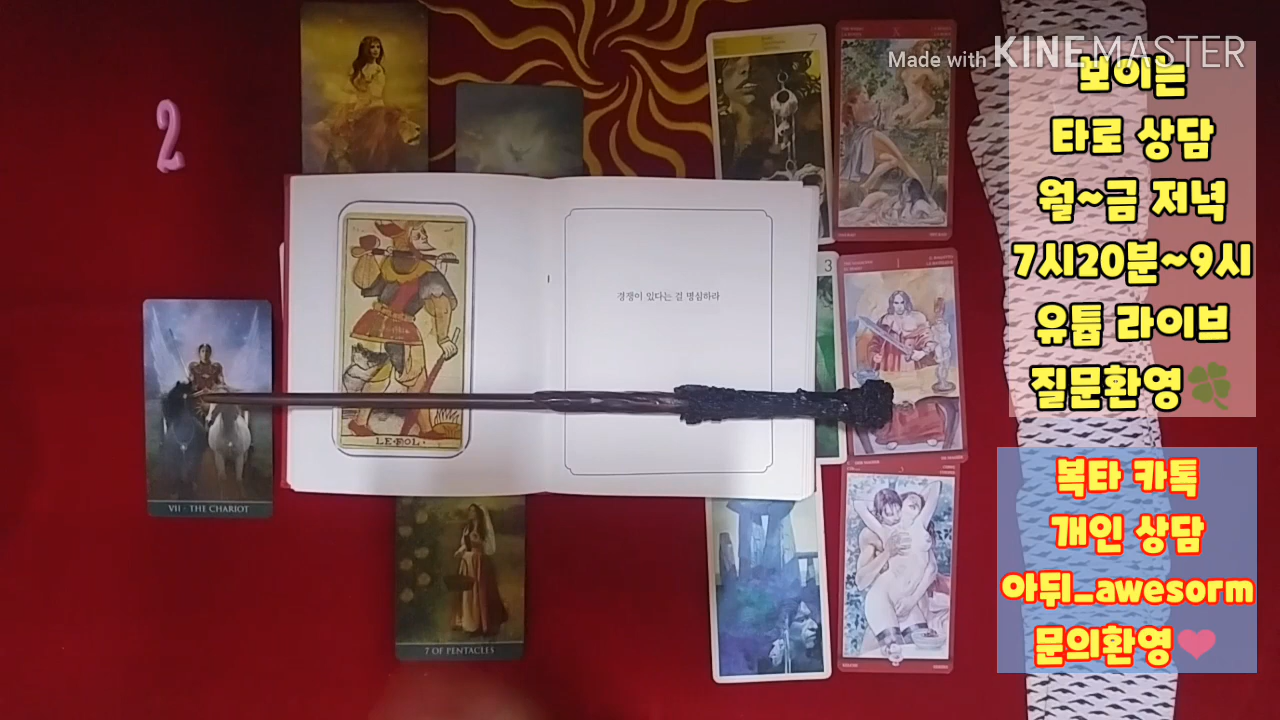 Made with KINEMASTER
2
7
X
보이는
타로 상담
월~금 저녁
7시20분~9시
유튭 라이브
질문환영🍀
경쟁이 있다는 걸 명심하라
3
I
LE·FOL·
VII · THE CHARIOT
복타 카톡
개인 상담
아뒤_awesorm
문의환영❤
7 OF PENTACLES